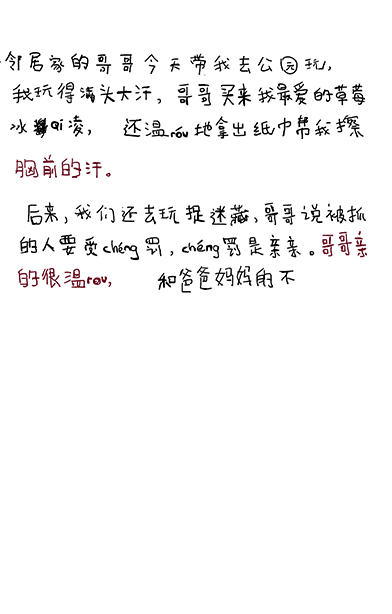 邻居家的哥哥今天带我去公元玩,
我玩得满头大汗，哥哥买来我最爱的草莓
冰qi凌， 还温róu地拿出纸巾帮我擦
胸前的汗。
后来,我们还去玩捉迷藏,哥哥说被抓
的人要受chéng罚,chéng罚是亲亲。哥哥亲
的很温rou, 和爸爸妈妈的不